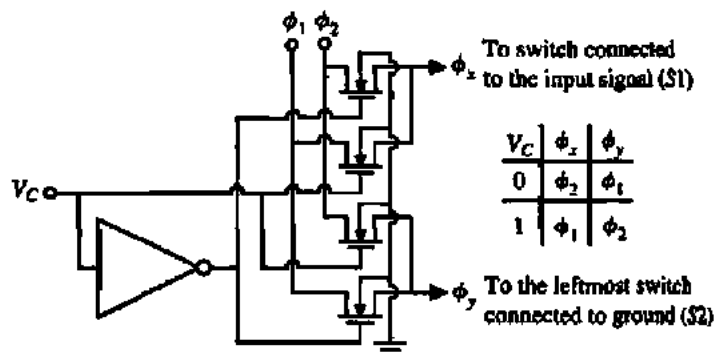 ϕ1 ϕ2
ϕx To switch connected
to the input signal (S1)
VC ϕx ϕy
0 ϕ2 ϕ1
1 ϕ1 ϕ2
VC
ϕy To the leftmost switch
connected to ground (S2)